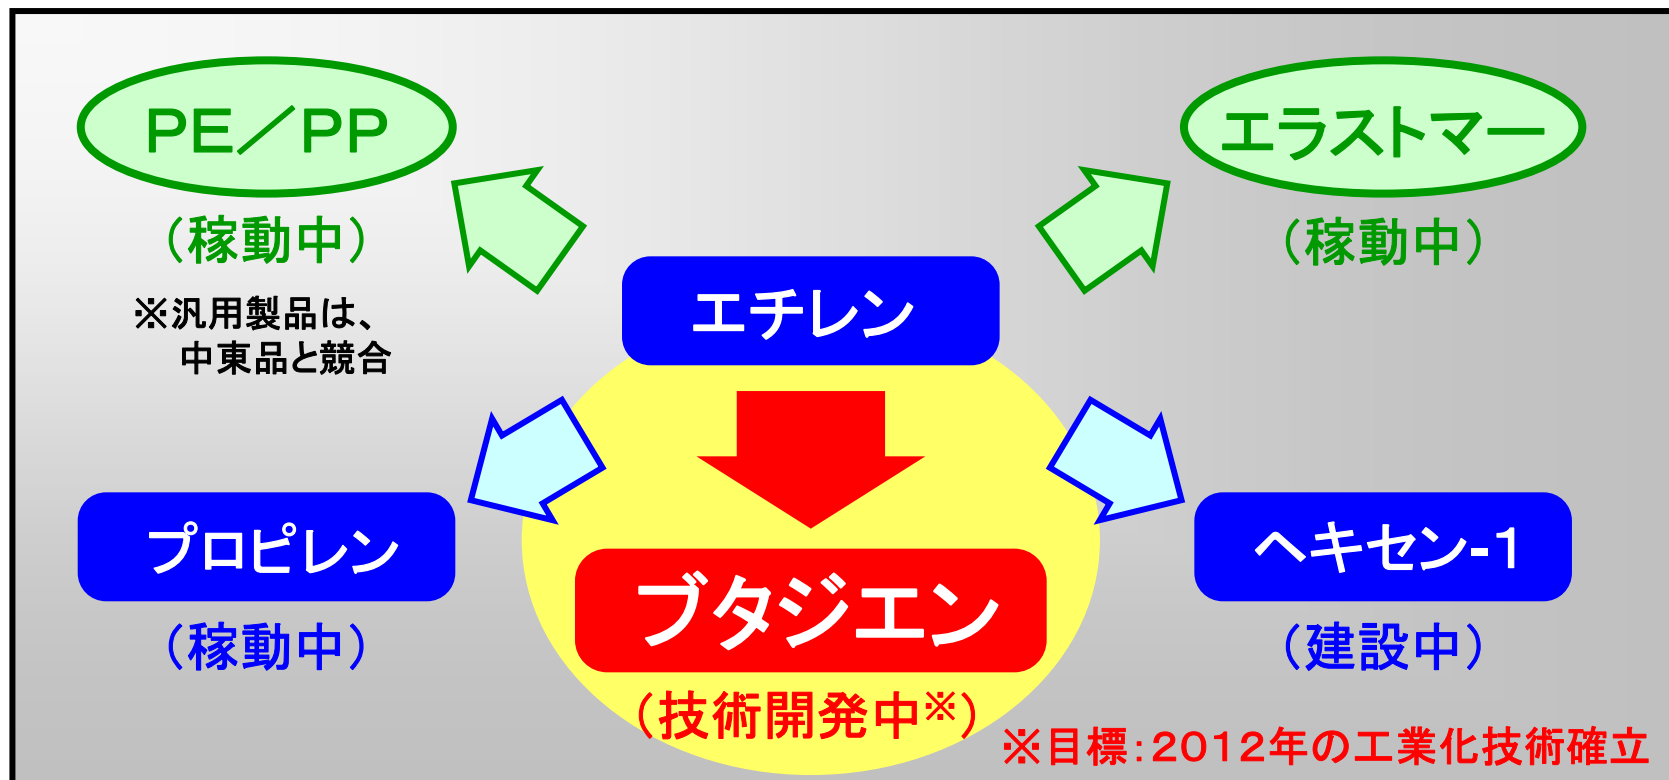 PE／PP
（稼動中）
※汎用製品は、
中東品と競合
エラストマー
（稼動中）
エチレン
プロピレン
（稼動中）
ブタジエン
（技術開発中※）
ヘキセン-1
（建設中）
※目標：2012年の工業化技術確立